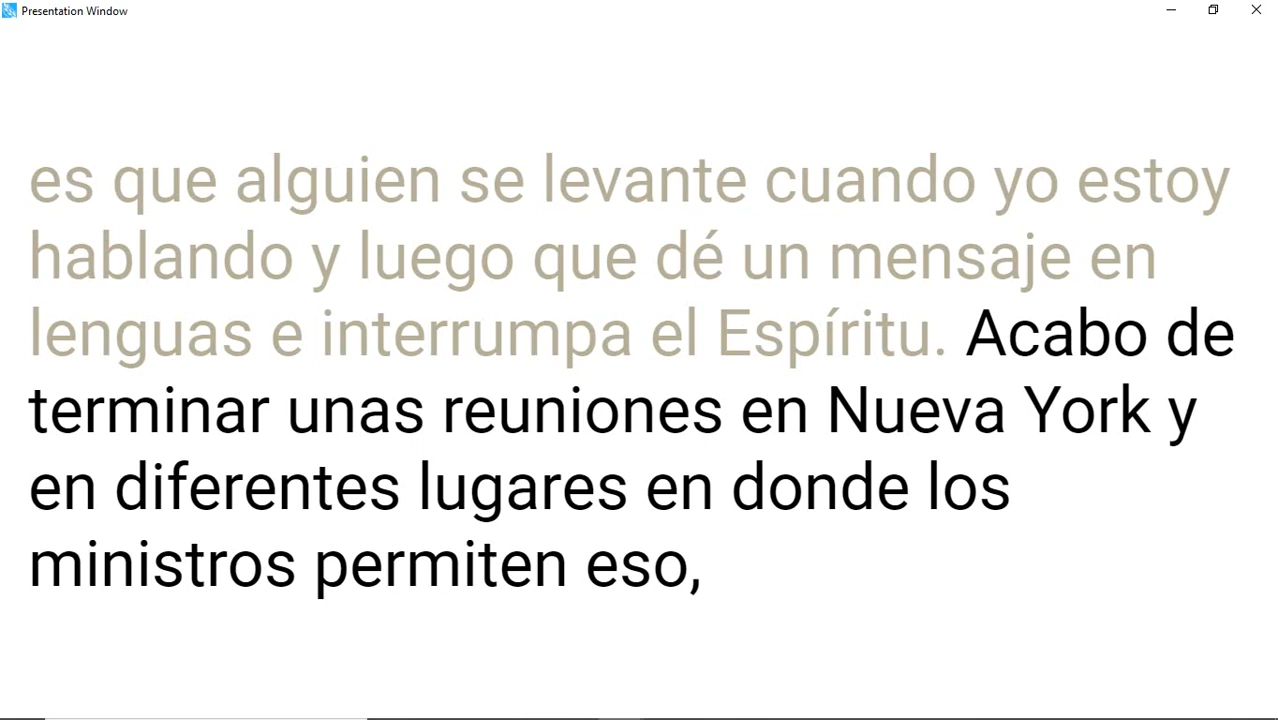 Presentation Window
es que alguien se levante cuando yo estoy
hablando y luego que dé un mensaje en
lenguas e interrumpa el Espíritu. Acabo de
terminar unas reuniones en Nueva York y
en diferentes lugares en donde los
ministros permiten eso,